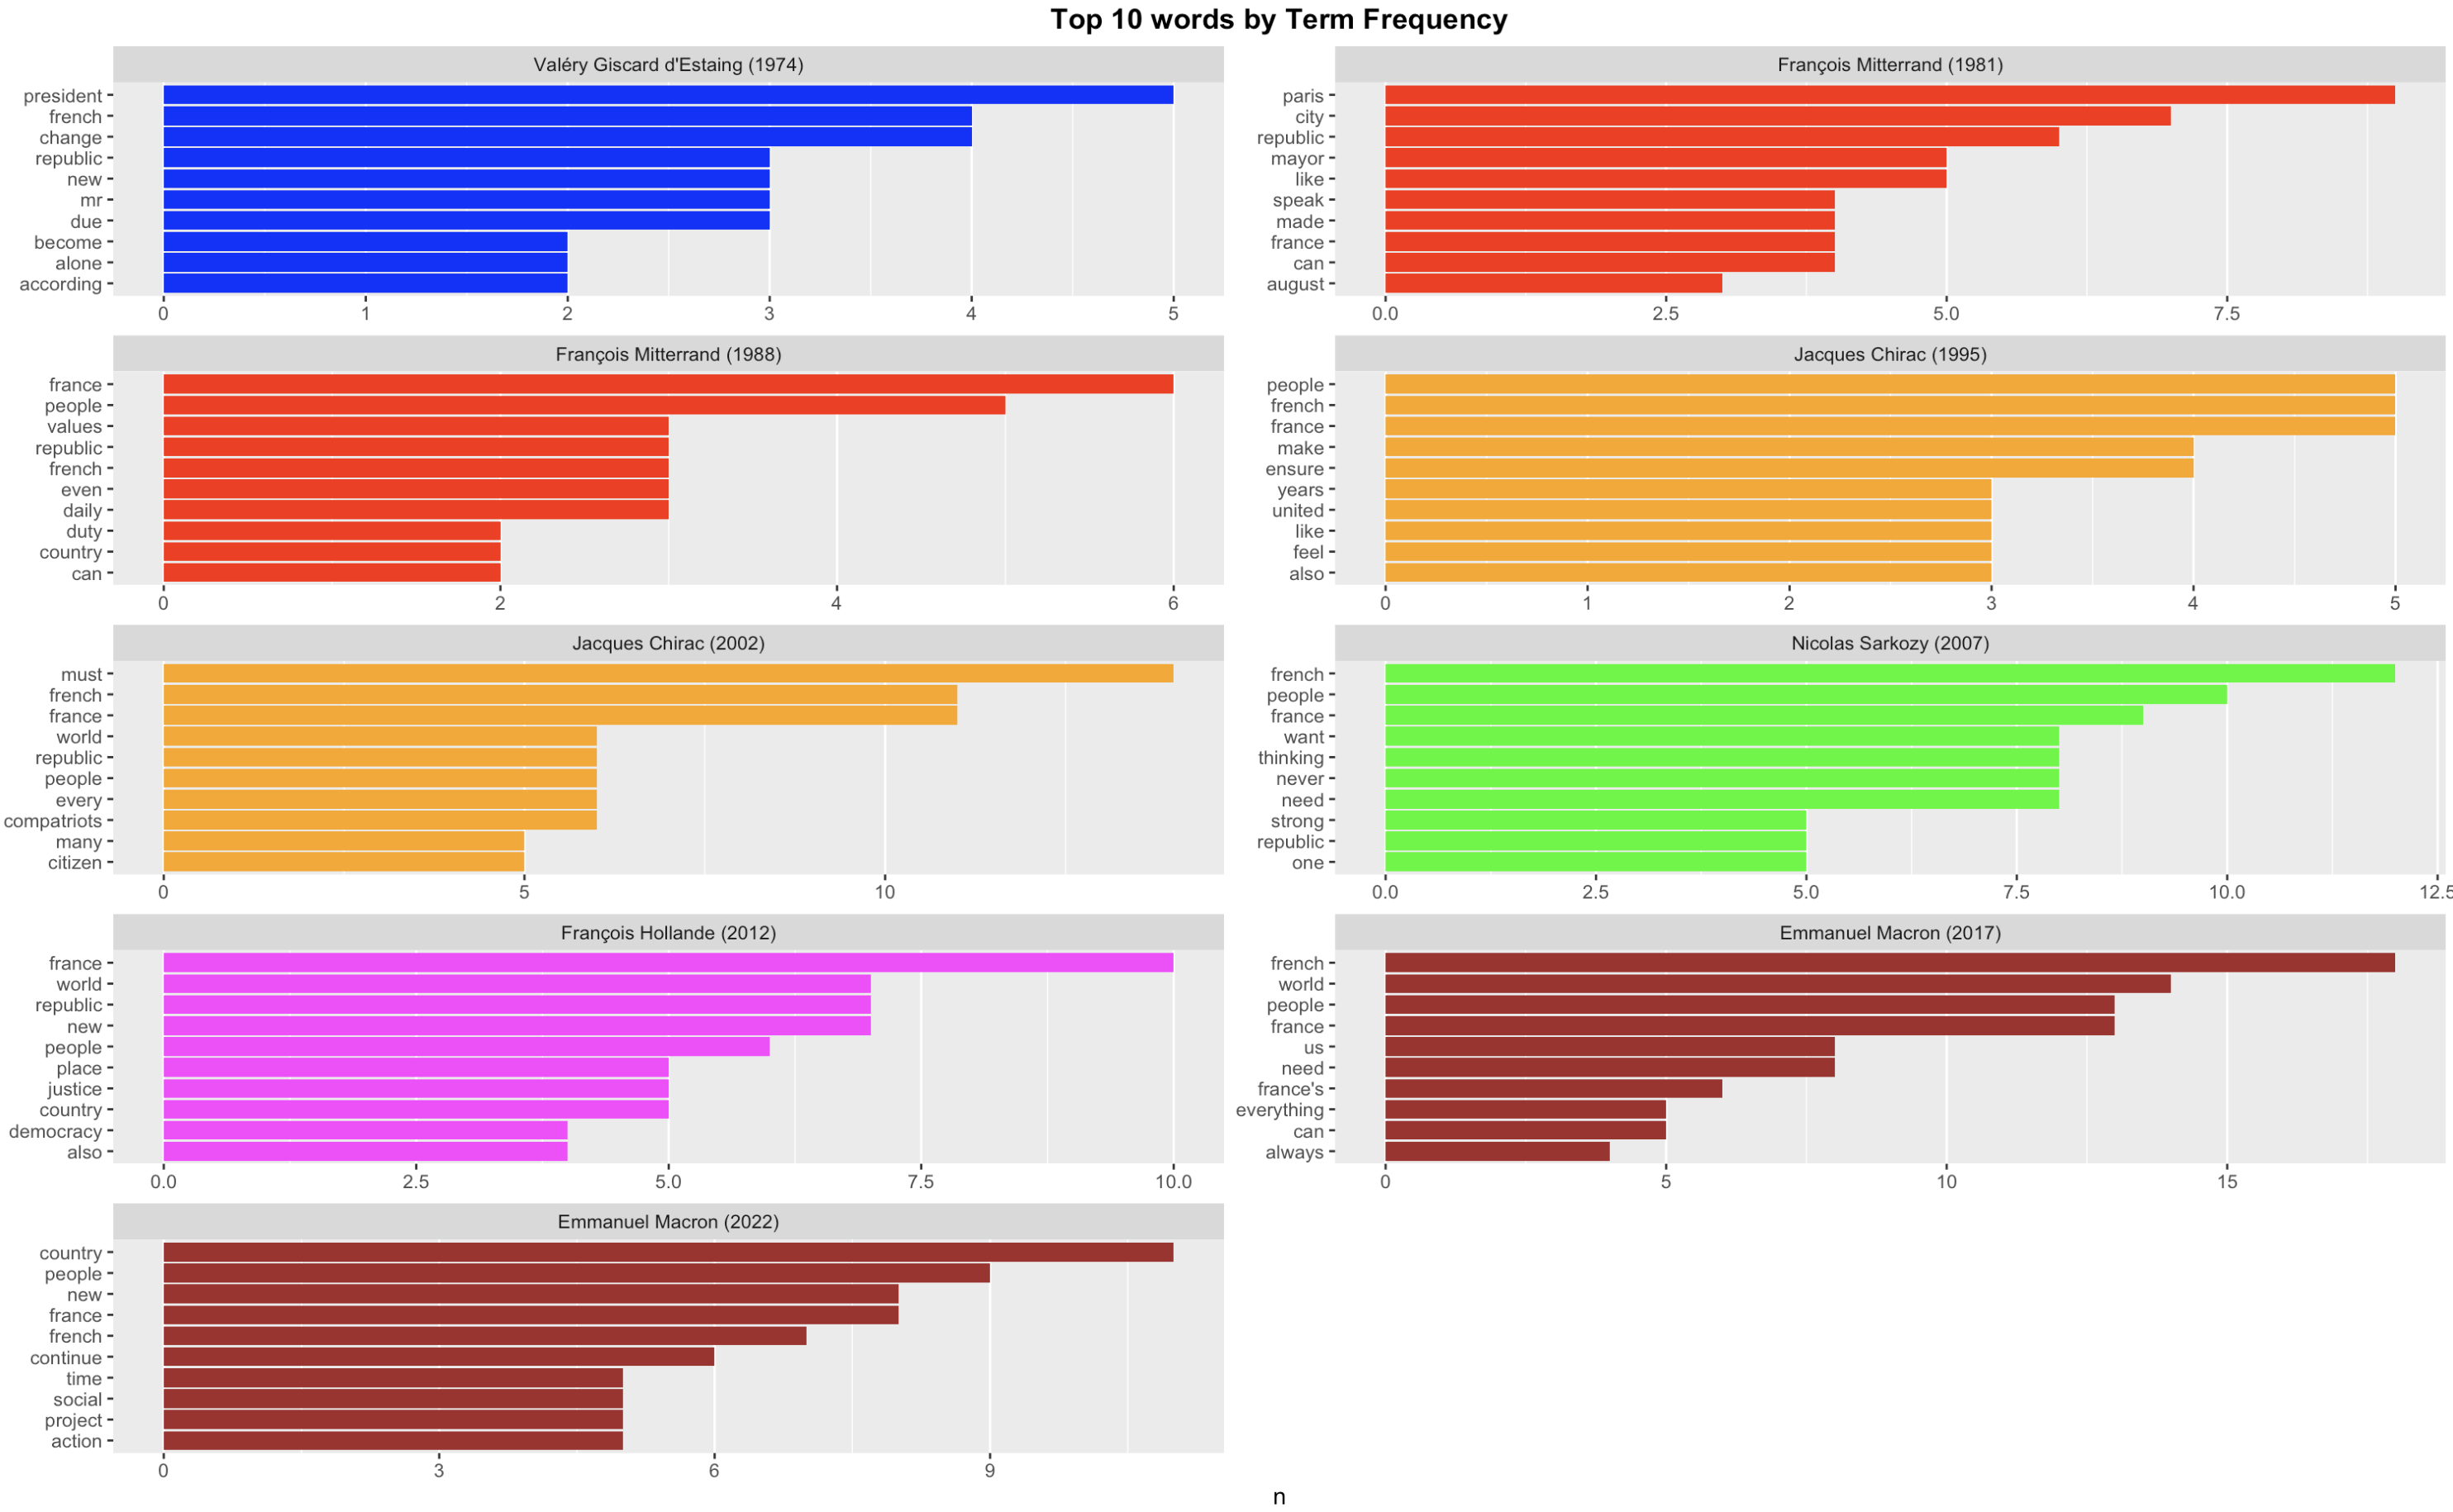 Top 10 words by Term Frequency
Valéry Giscard d'Estaing (1974)
president
french
change
republic
new
mr
due
become
alone
according
0 1 2 3 4 5
François Mitterrand (1981)
paris
city
republic
mayor
like
speak
made
france
can
august
0.0 2.5 5.0 7.5
François Mitterrand (1988)
france
people
values
republic
french
even
daily
duty
country
can
0 2 4 6
Jacques Chirac (1995)
people
french
france
make
ensure
years
united
like
feel
also
0 1 2 3 4 5
Jacques Chirac (2002)
must
french
france
world
republic
people
every
compatriots
many
citizen
0 5 10
Nicolas Sarkozy (2007)
french
people
france
want
thinking
never
need
strong
republic
one
0.0 2.5 5.0 7.5 10.0 12.5
François Hollande (2012)
france
world
republic
new
people
place
justice
country
democracy
also
0.0 2.5 5.0 7.5 10.0
Emmanuel Macron (2017)
french
world
people
france
us
need
france's
everything
can
always
0 5 10 15
Emmanuel Macron (2022)
country
people
new
france
french
continue
time
social
project
action
0 3 6 9
n